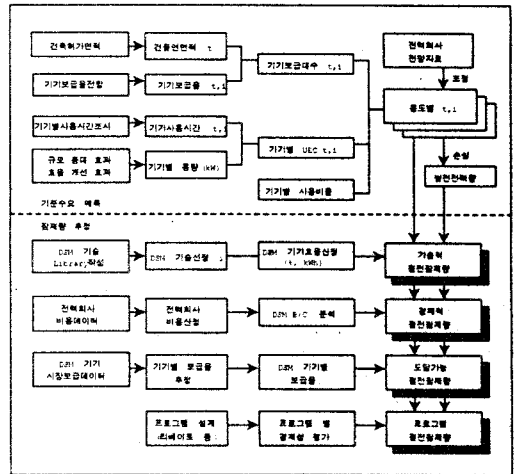 건축허가면적
건물연면적 t
기기보급율전망
기기보급율 t,i
기기보급대수 t,i
전력회사
전망자료
조정
기기별사용시간조사
기기사용시간 t,i
용도별 t,i
규모 증대 효과
효율 개선 효과
기기별 용량 (kW)
기기별 UEC t,i
기기별 사용비율
손실
발전전력량
기준수요 예측
잠재량 추정
DSM 기술
Library작성
DSM 기술선정 i
DSM 기기효율산정
(t, kWh)
기술적
절전잠재량
전력회사
비용데이터
전력회사
비용산정
DSM B/C 분석
경제적
절전잠재량
DSM 기기
시장보급데이터
기기별 보급율
추정
DSM 기기별
보급율
도달가능
절전잠재량
프로그램 설계
(리베이트 등)
프로그램 별
경제성 평가
프로그램
절전잠재량